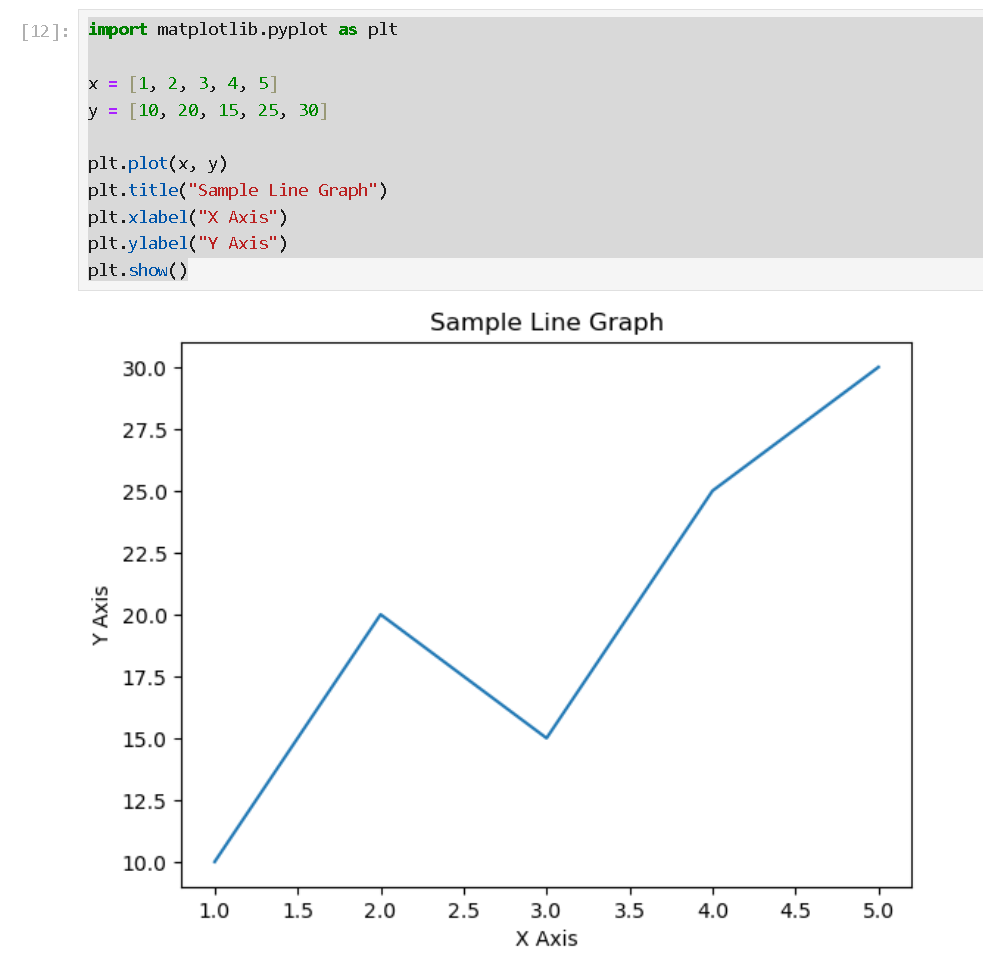 [12]:
import matplotlib.pyplot as plt
x = [1, 2, 3, 4, 5]
y = [10, 20, 15, 25, 30]
plt.plot(x, y)
plt.title("Sample Line Graph")
plt.xlabel("X Axis")
plt.ylabel("Y Axis")
plt.show()
Sample Line Graph
30.0
27.5
25.0
22.5
20.0
17.5
15.0
12.5
10.0
Y Axis
1.0 1.5 2.0 2.5 3.0 3.5 4.0 4.5 5.0
X Axis